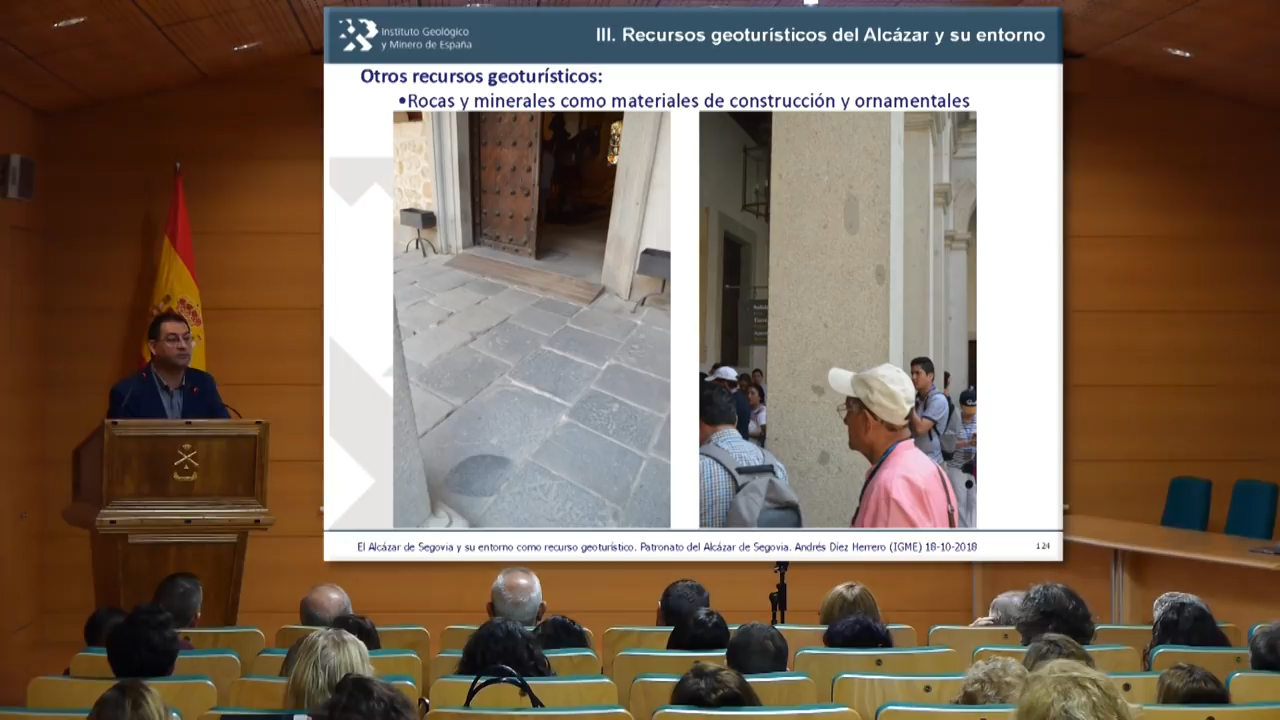 Instituto Geológico
y Minero de España
III. Recursos geoturísticos del Alcázar y su entorno
Otros recursos geoturísticos:
•Rocas y minerales como materiales de construcción y ornamentales
El Alcázar de Segovia y su entorno como recurso geoturístico. Patronato del Alcázar de Segovia. Andrés Díez Herrero (IGME) 18-10-2018
124